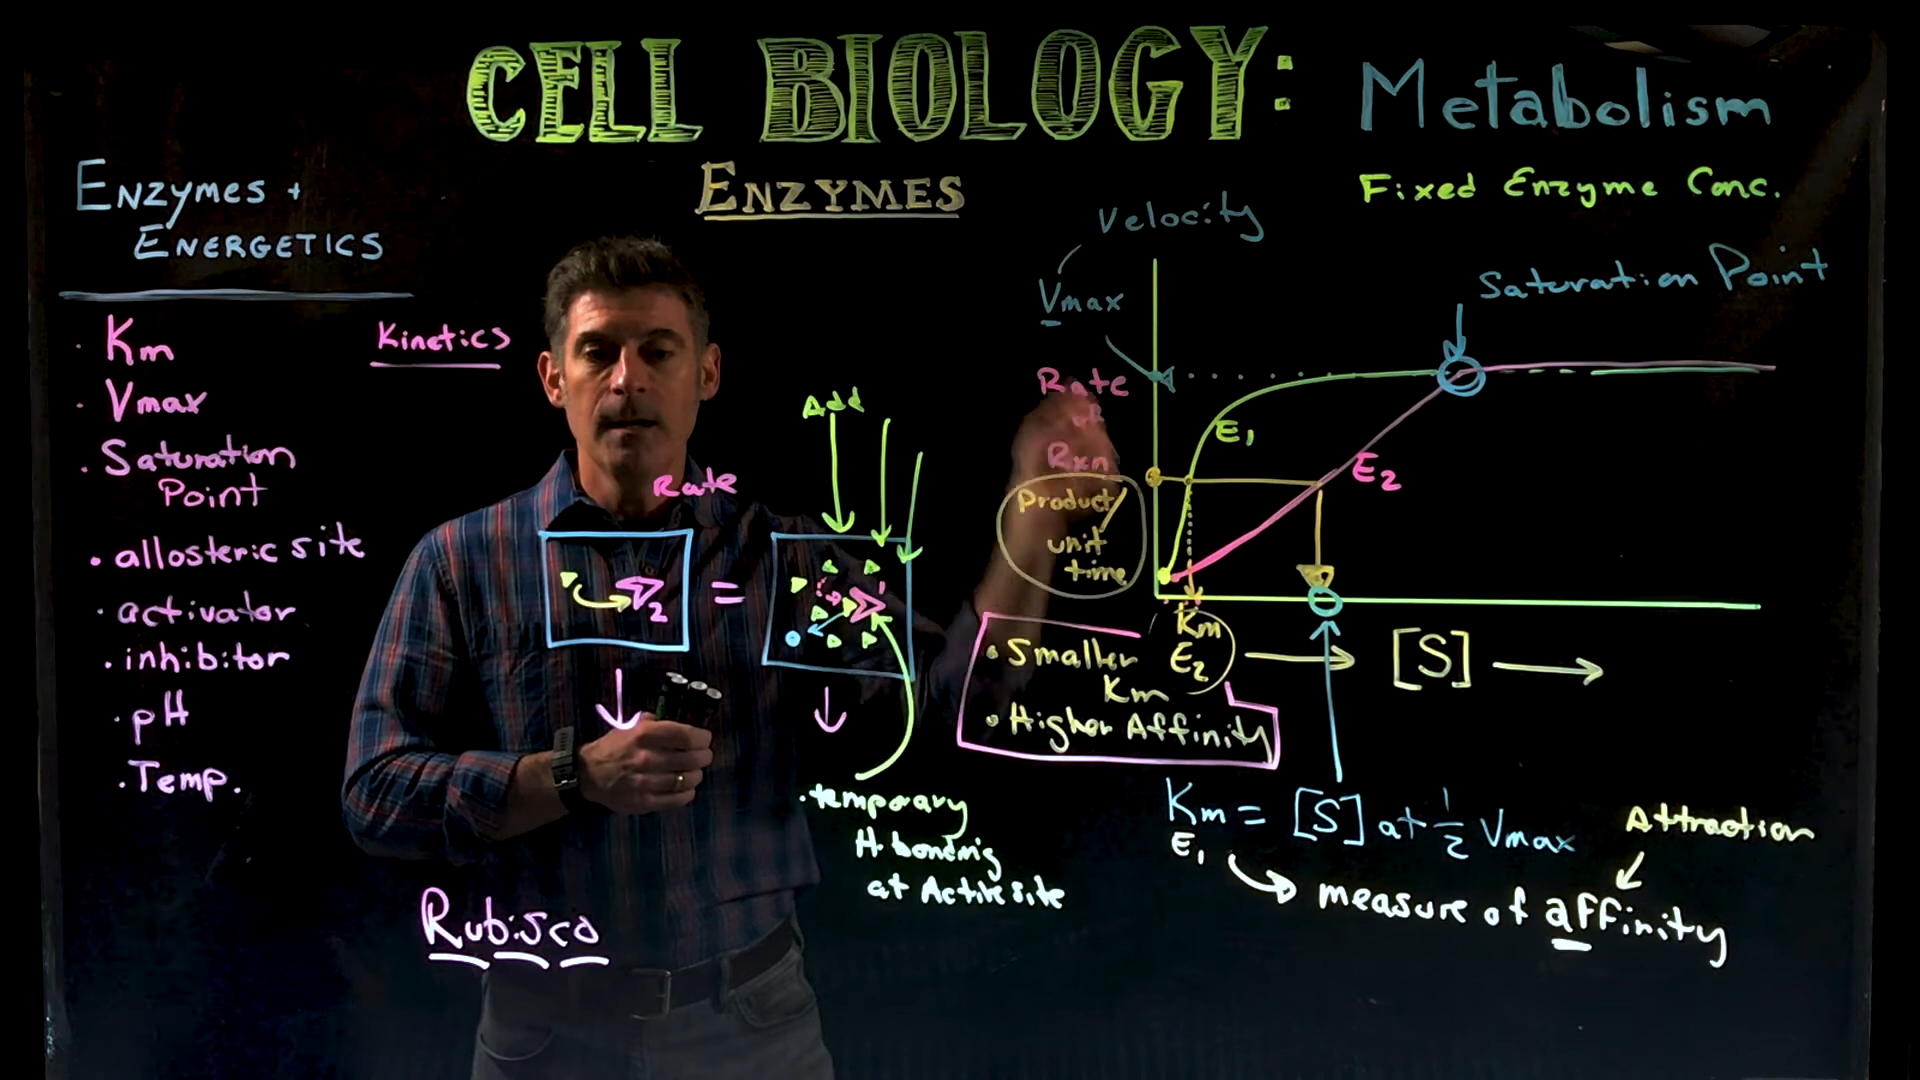 CELL BIOLOGY: Metabolism
ENZYMES
Fixed Enzyme Conc.
Enzymes +
ENERGETICS
· Km
· Vmax
· Saturation
Point
• allosteric site
· activator
· inhibitor
· pH
· Temp.
Kinetics
Rate
Add
2
=
· temporary
H-bonding
at Active site
Rubisco
Velocity
Vmax
Rate
Rxn
Product/
unit
time
Saturation Point
E1
E2
Km
E2
[S]
• Smaller
Km
• Higher Affinity
Km = [S] at 1/2 Vmax
E1
Attraction
measure of affinity